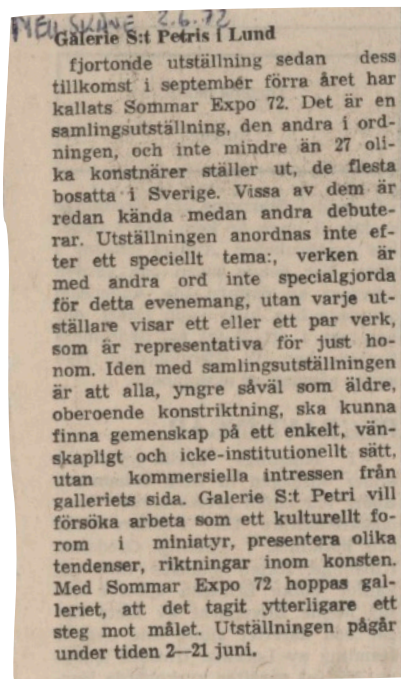 MELL.SKÅNE 2.6.72
Galerie S:t Petris i Lund
fjortonde utställning sedan dess
tillkomst i september förra året har
kallats Sommar Expo 72. Det är en
samlingsutställning, den andra i ord-
ningen, och inte mindre än 27 oli-
ka konstnärer ställer ut, de flesta
bosatta i Sverige. Vissa av dem är
redan kända medan andra debute-
rar. Utställningen anordnas inte ef-
ter ett speciellt tema:, verken är
med andra ord inte specialgjorda
för detta evenemang, utan varje ut-
ställare visar ett eller ett par verk,
som är representativa för just ho-
nom. Iden med samlingsutställningen
är att alla, yngre såväl som äldre,
oberoende konstriktning, ska kunna
finna gemenskap på ett enkelt, vän-
skapligt och icke-institutionellt sätt,
utan kommersiella intressen från
galleriets sida. Galerie S:t Petri vill
försöka arbeta som ett kulturellt fo-
rom i miniatyr, presentera olika
tendenser, riktningar inom konsten.
Med Sommar Expo 72 hoppas gal-
leriet, att det tagit ytterligare ett
steg mot målet. Utställningen pågår
under tiden 2—21 juni.